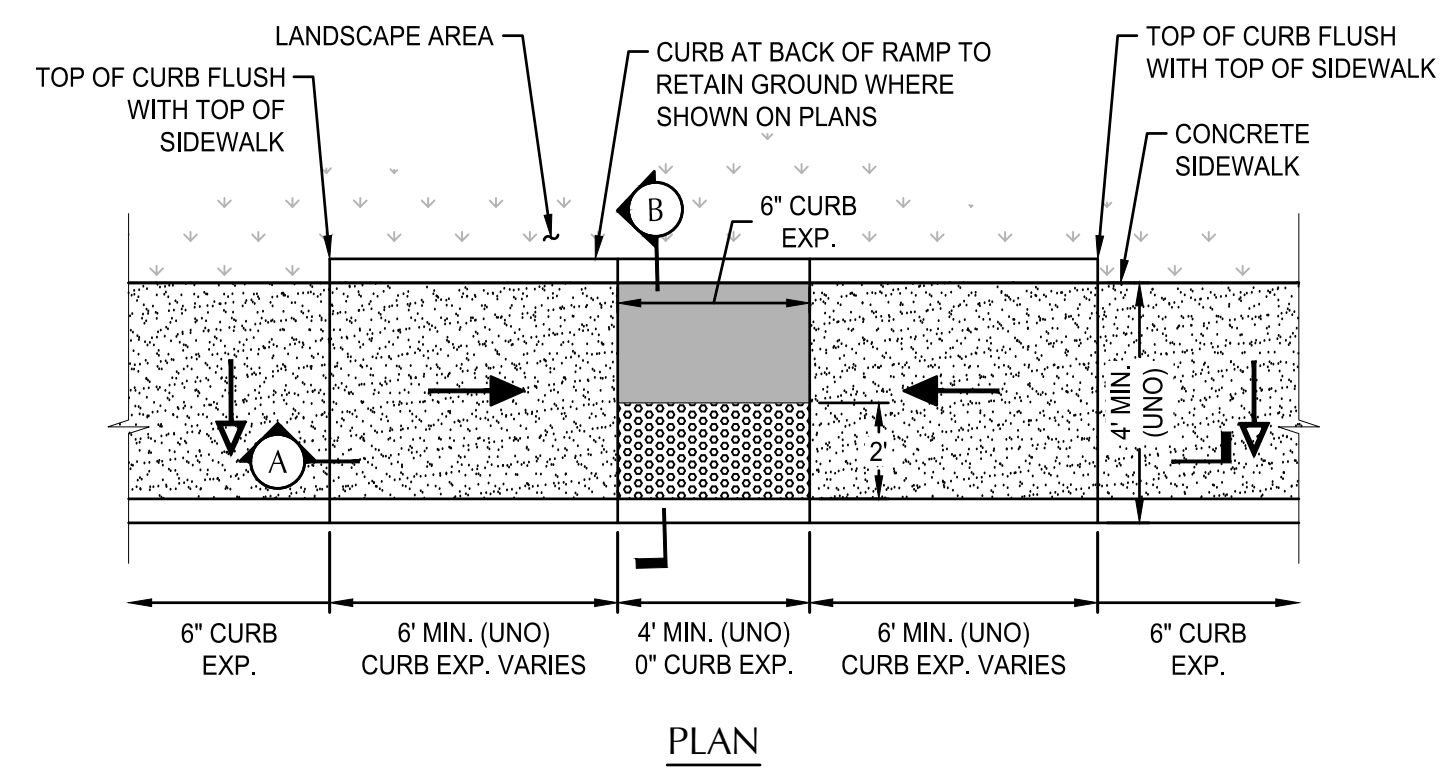 LANDSCAPE AREA
TOP OF CURB FLUSH
WITH TOP OF
SIDEWALK
CURB AT BACK OF RAMP TO
RETAIN GROUND WHERE
SHOWN ON PLANS
TOP OF CURB FLUSH
WITH TOP OF SIDEWALK
CONCRETE
SIDEWALK
B
6" CURB
EXP.
A
2'
4' MIN.
(UNO)
6" CURB
EXP.
6' MIN. (UNO)
CURB EXP. VARIES
4' MIN. (UNO)
0" CURB EXP.
6' MIN. (UNO)
CURB EXP. VARIES
6" CURB
EXP.
PLAN